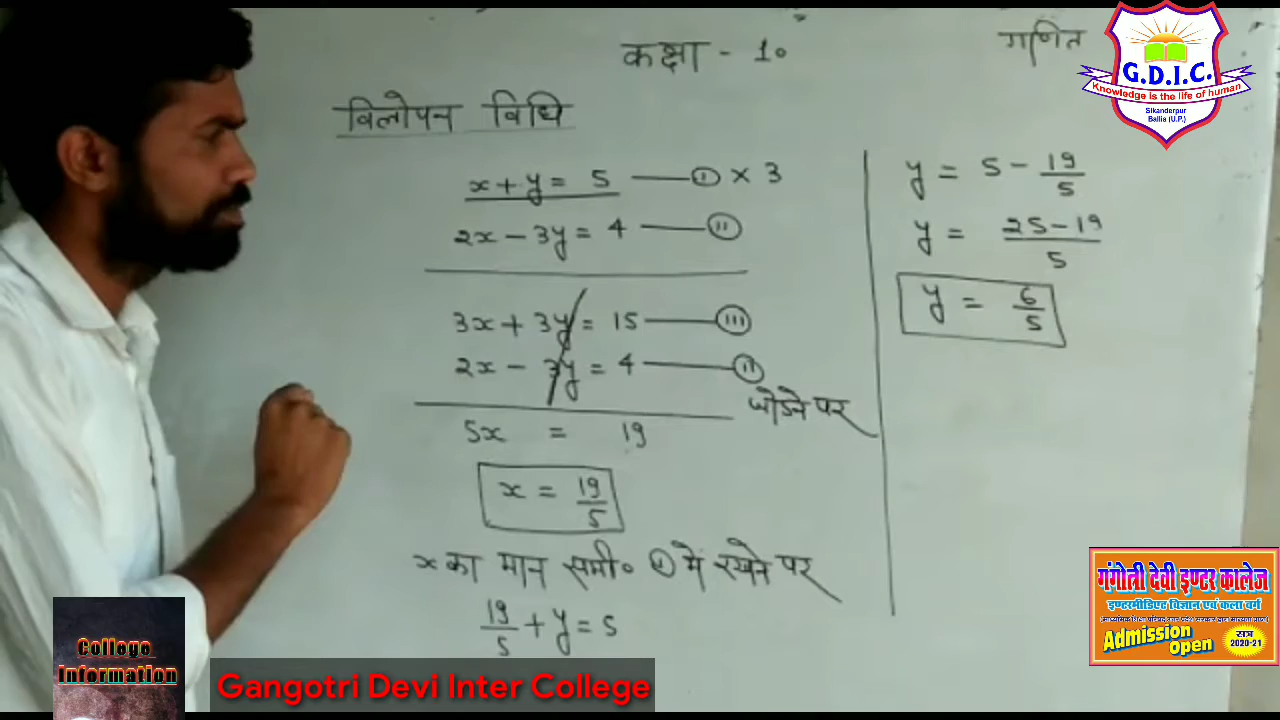 कक्षा - 10
गणित
विलोपन विधि
x + y = 5 —— (i) × 3
2x - 3y = 4 —— (ii)
3x + 3y = 15 —— (iii)
2x - 3y = 4 —— (ii)
जोडने पर
5x = 19
x = 19/5
x का मान समी० (i) में रखने पर
19/5 + y = 5
y = 5 - 19/5
y = 25-19/5
y = 6/5
G.D.I.C.
Knowledge is the life of human
Sikanderpur
Ballia (U.P.)
गंगोत्री देवी इण्टर कालेज
इण्टरमीडिएट विज्ञान एवं कला वर्ग
Admission
Open
सत्र
2020-21
College
Information
Gangotri Devi Inter College